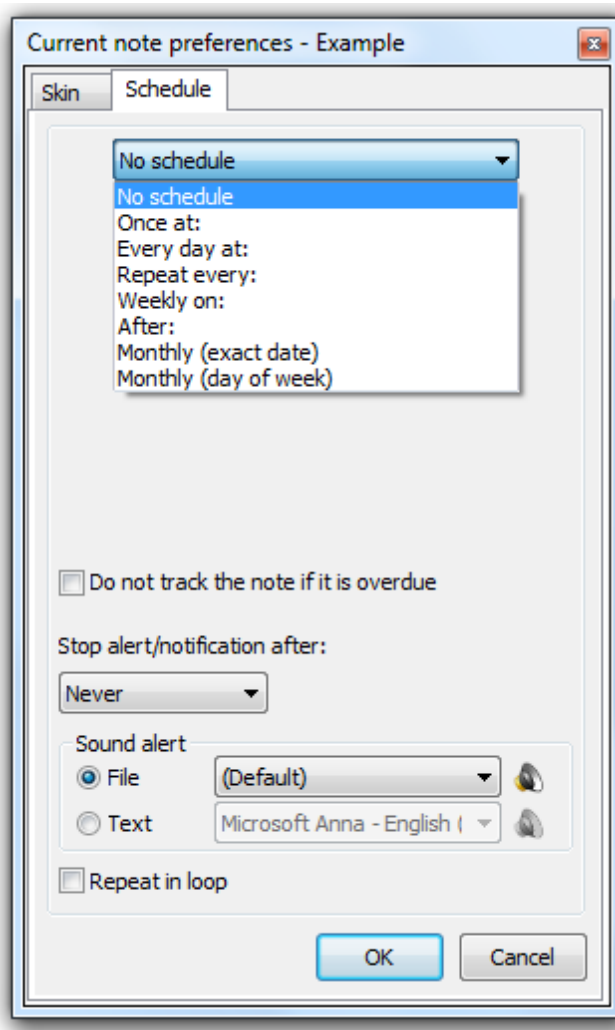 Current note preferences - Example
Skin
Schedule
No schedule
No schedule
Once at:
Every day at:
Repeat every:
Weekly on:
After:
Monthly (exact date)
Monthly (day of week)
Do not track the note if it is overdue
Stop alert/notification after:
Never
Sound alert
File
(Default)
Text
Microsoft Anna - English (
Repeat in loop
OK
Cancel